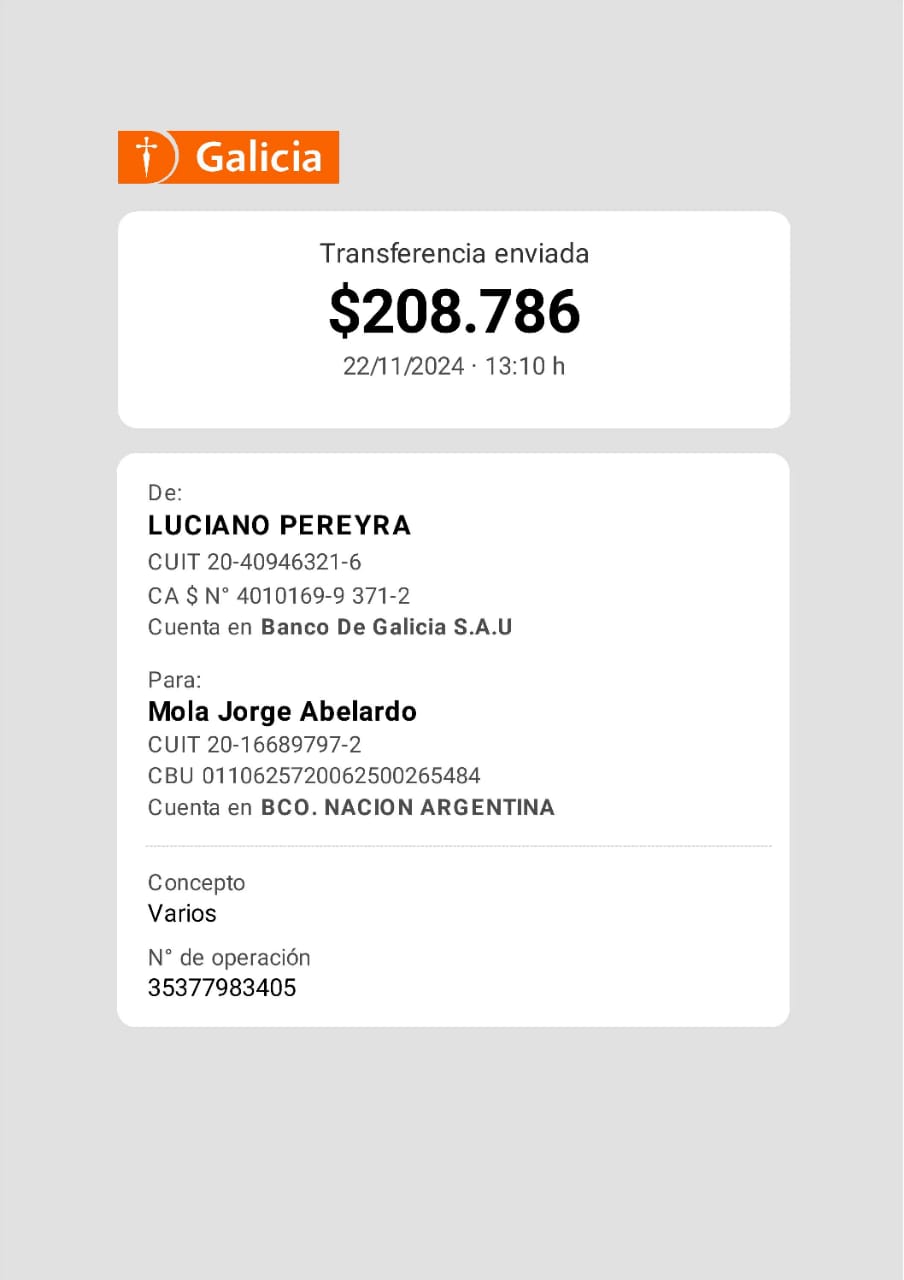 Galicia
Transferencia enviada
$208.786
22/11/2024 · 13:10 h
De:
LUCIANO PEREYRA
CUIT 20-40946321-6
CA $ N° 4010169-9 371-2
Cuenta en Banco De Galicia S.A.U
Para:
Mola Jorge Abelardo
CUIT 20-16689797-2
CBU 0110625720062500265484
Cuenta en BCO. NACION ARGENTINA
Concepto
Varios
N° de operación
35377983405